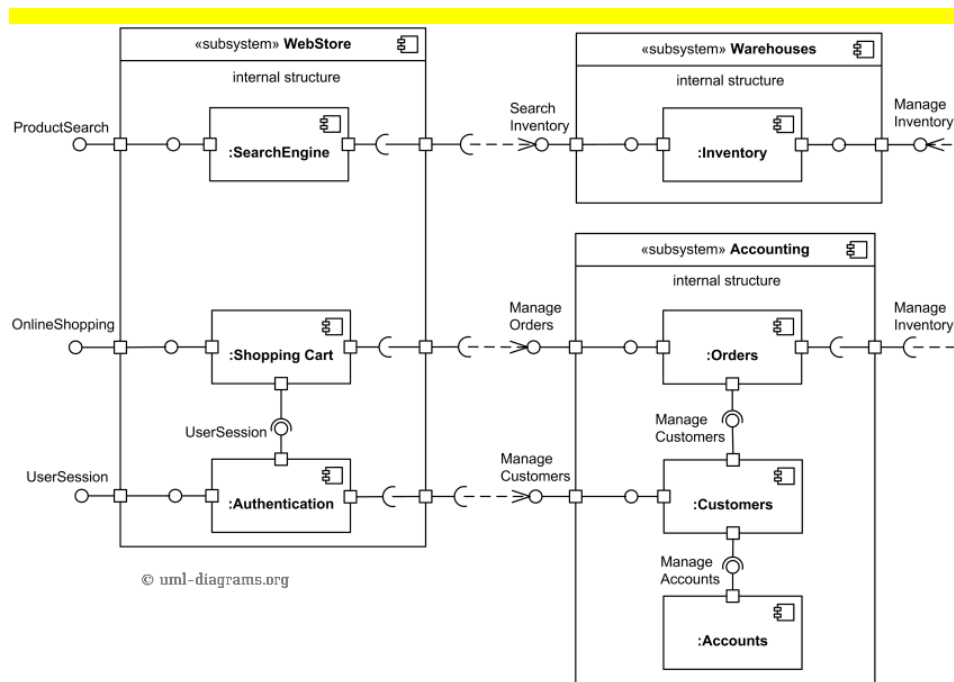 «subsystem» WebStore
internal structure
ProductSearch
:SearchEngine
OnlineShopping
:Shopping Cart
UserSession
UserSession
:Authentication
© uml-diagrams.org
«subsystem» Warehouses
internal structure
Search
Inventory
:Inventory
Manage
Inventory
«subsystem» Accounting
internal structure
Manage
Orders
:Orders
Manage
Inventory
Manage
Customers
Manage
Customers
:Customers
Manage
Accounts
:Accounts